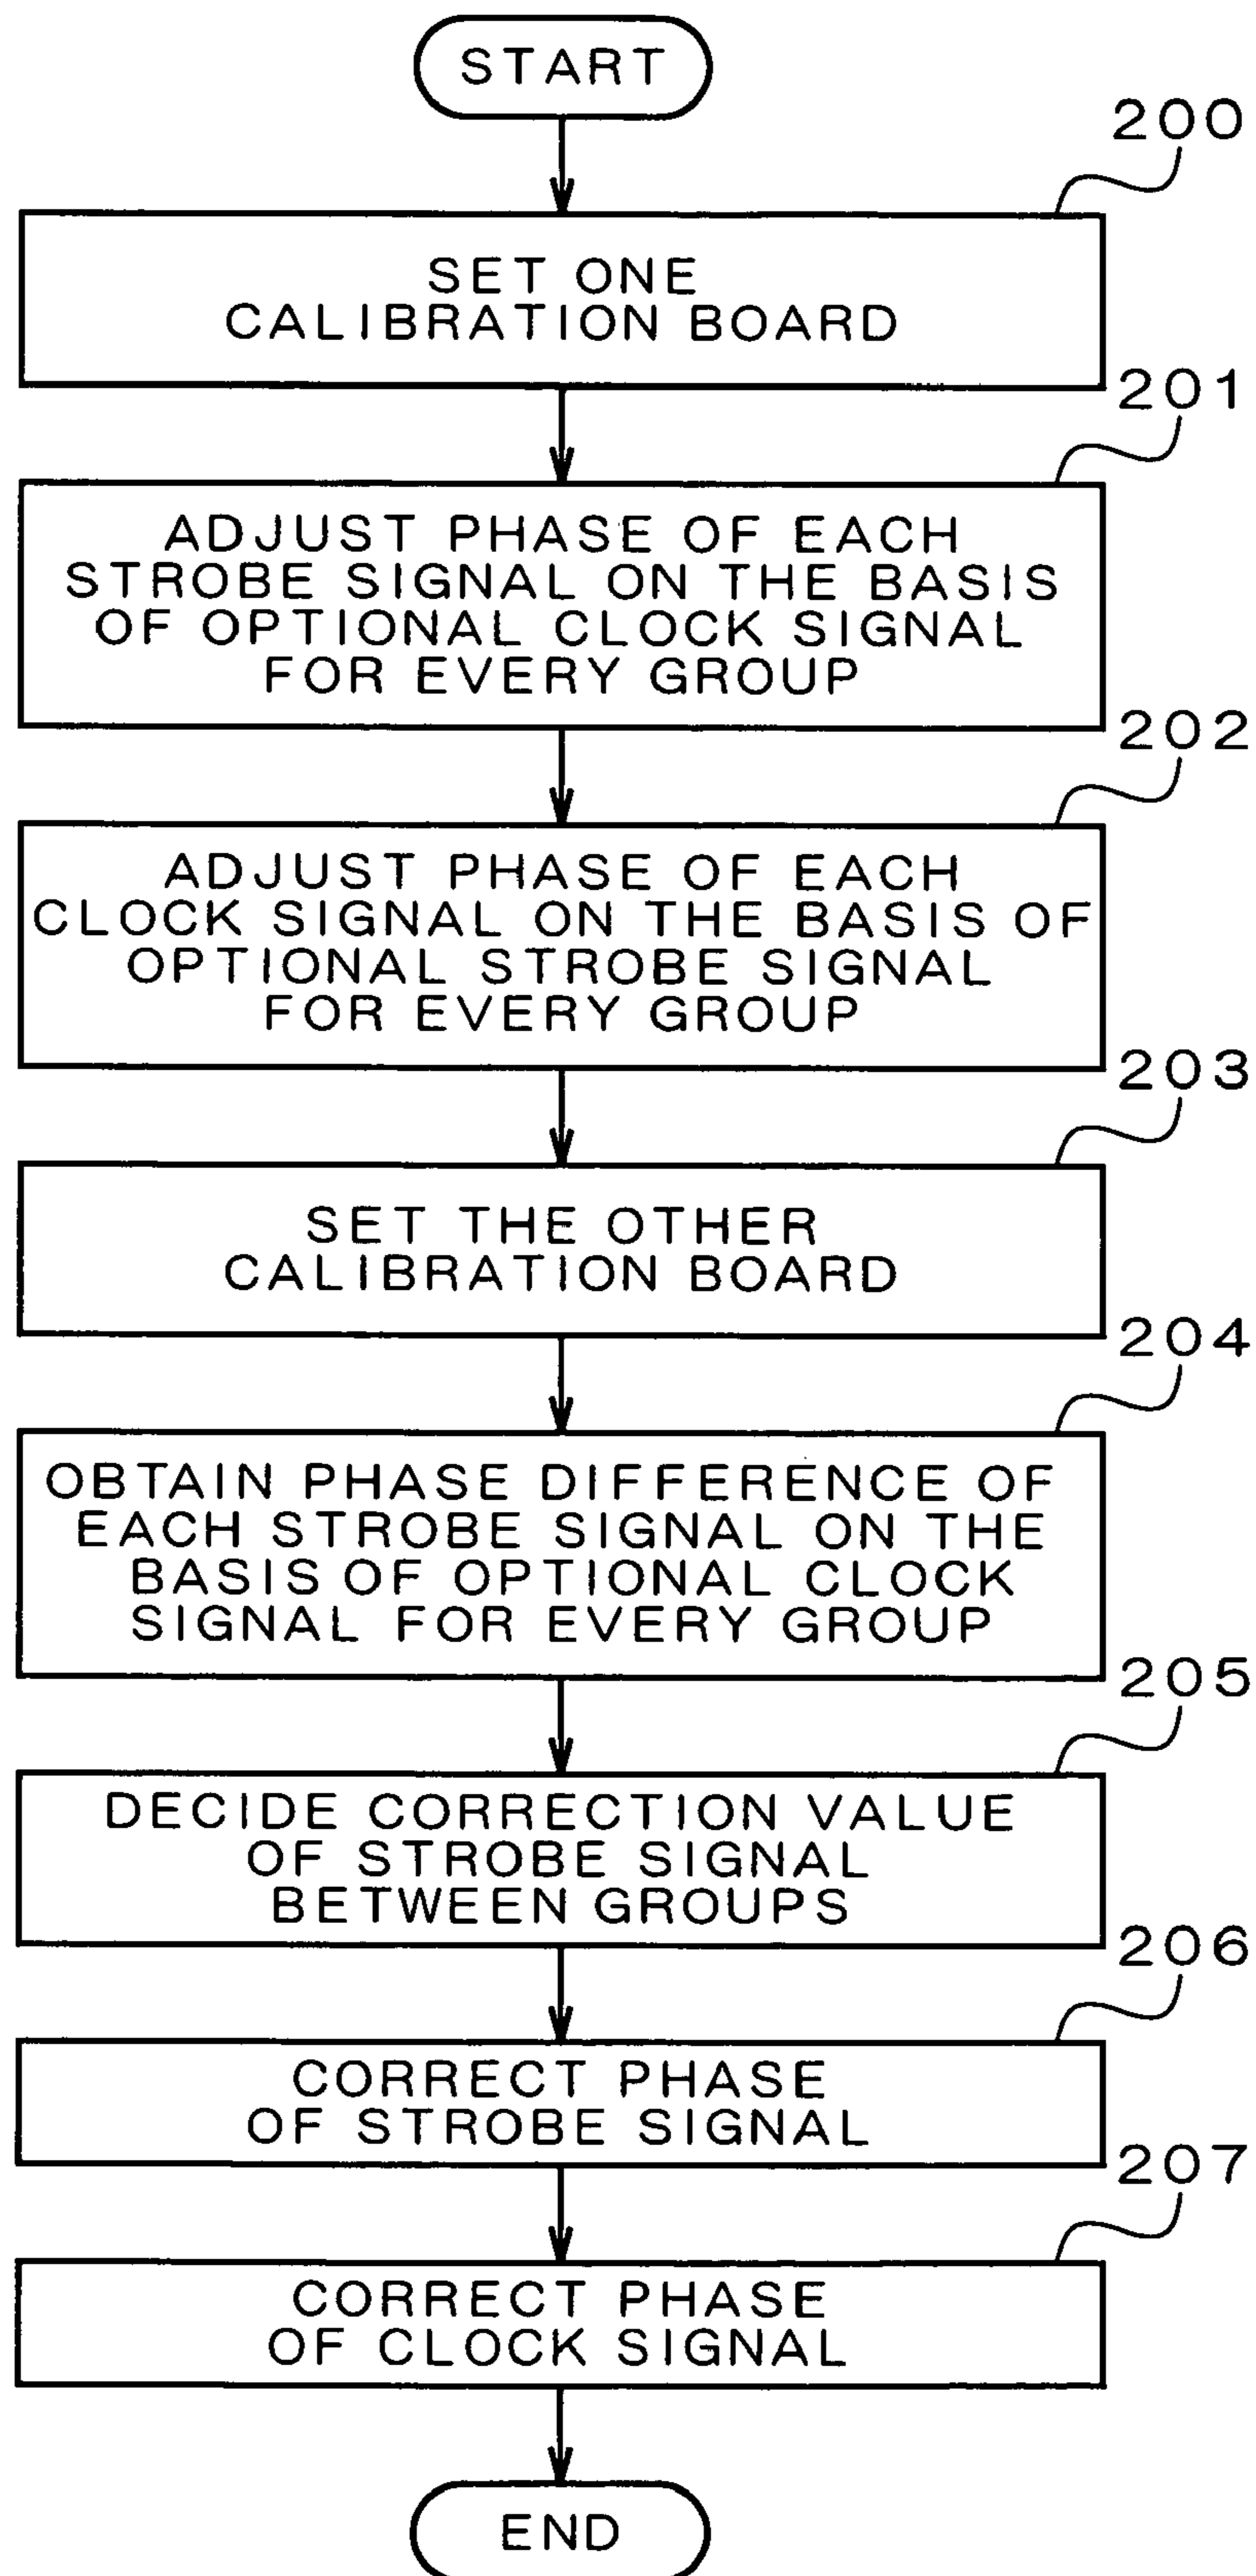 START
200
SET ONE
CALIBRATION BOARD
201
ADJUST PHASE OF EACH
STROBE SIGNAL ON THE BASIS
OF OPTIONAL CLOCK SIGNAL
FOR EVERY GROUP
202
ADJUST PHASE OF EACH
CLOCK SIGNAL ON THE BASIS OF
OPTIONAL STROBE SIGNAL
FOR EVERY GROUP
203
SET THE OTHER
CALIBRATION BOARD
204
OBTAIN PHASE DIFFERENCE OF
EACH STROBE SIGNAL ON THE
BASIS OF OPTIONAL CLOCK
SIGNAL FOR EVERY GROUP
205
DECIDE CORRECTION VALUE
OF STROBE SIGNAL
BETWEEN GROUPS
206
CORRECT PHASE
OF STROBE SIGNAL
207
CORRECT PHASE
OF CLOCK SIGNAL
END